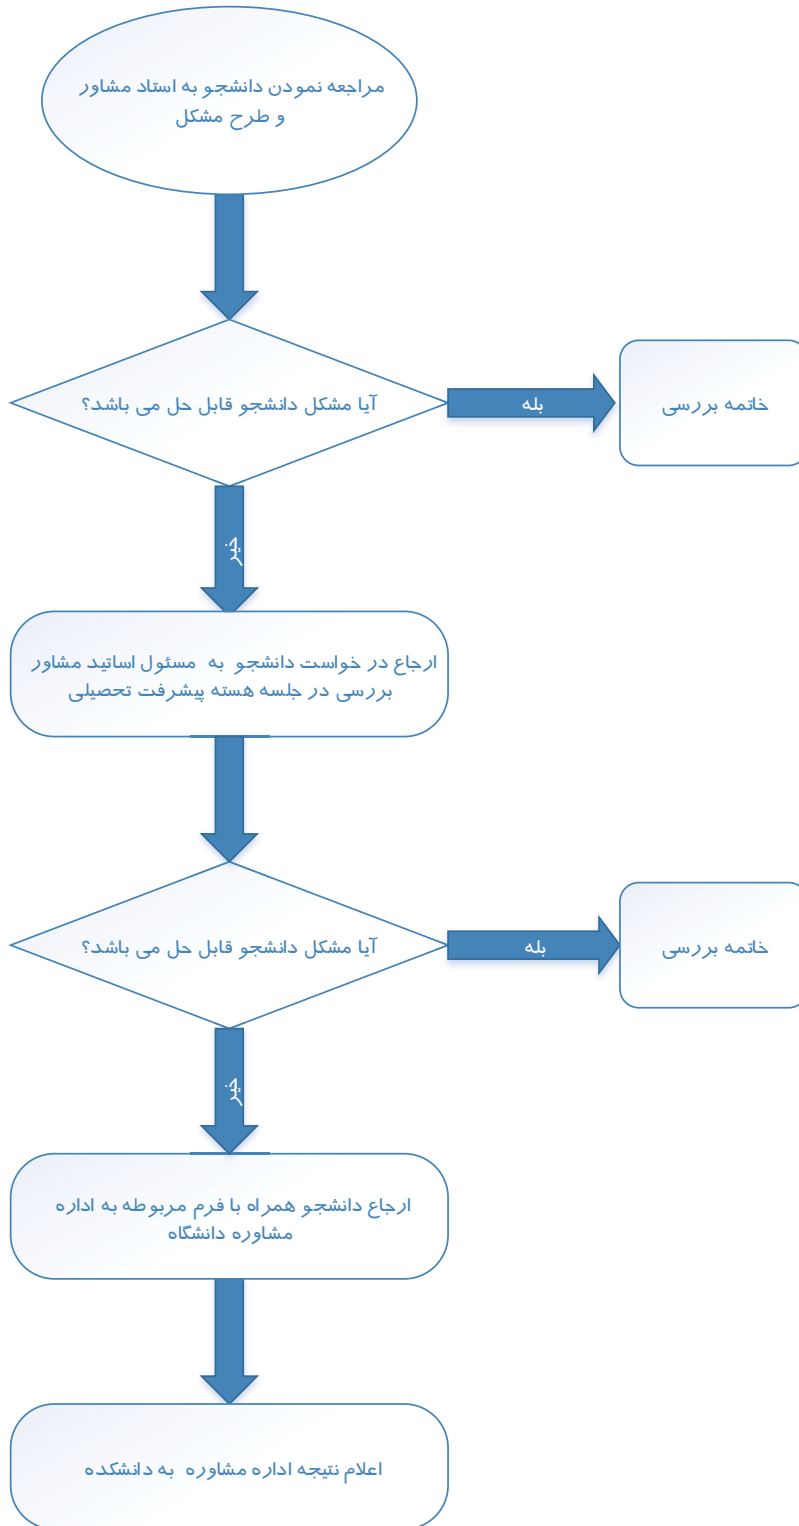 مراجعه نمودن دانشجو به استاد مشاور
و طرح مشکل
آیا مشکل دانشجو قابل حل می باشد؟
بله
خاتمه بررسی
خیر
ارجاع در خواست دانشجو به مسئول اساتید مشاور
بررسی در جلسه هسته پیشرفت تحصیلی
آیا مشکل دانشجو قابل حل می باشد؟
بله
خاتمه بررسی
خیر
ارجاع دانشجو همراه با فرم مربوطه به اداره
مشاوره دانشگاه
اعلام نتیجه اداره مشاوره به دانشکده